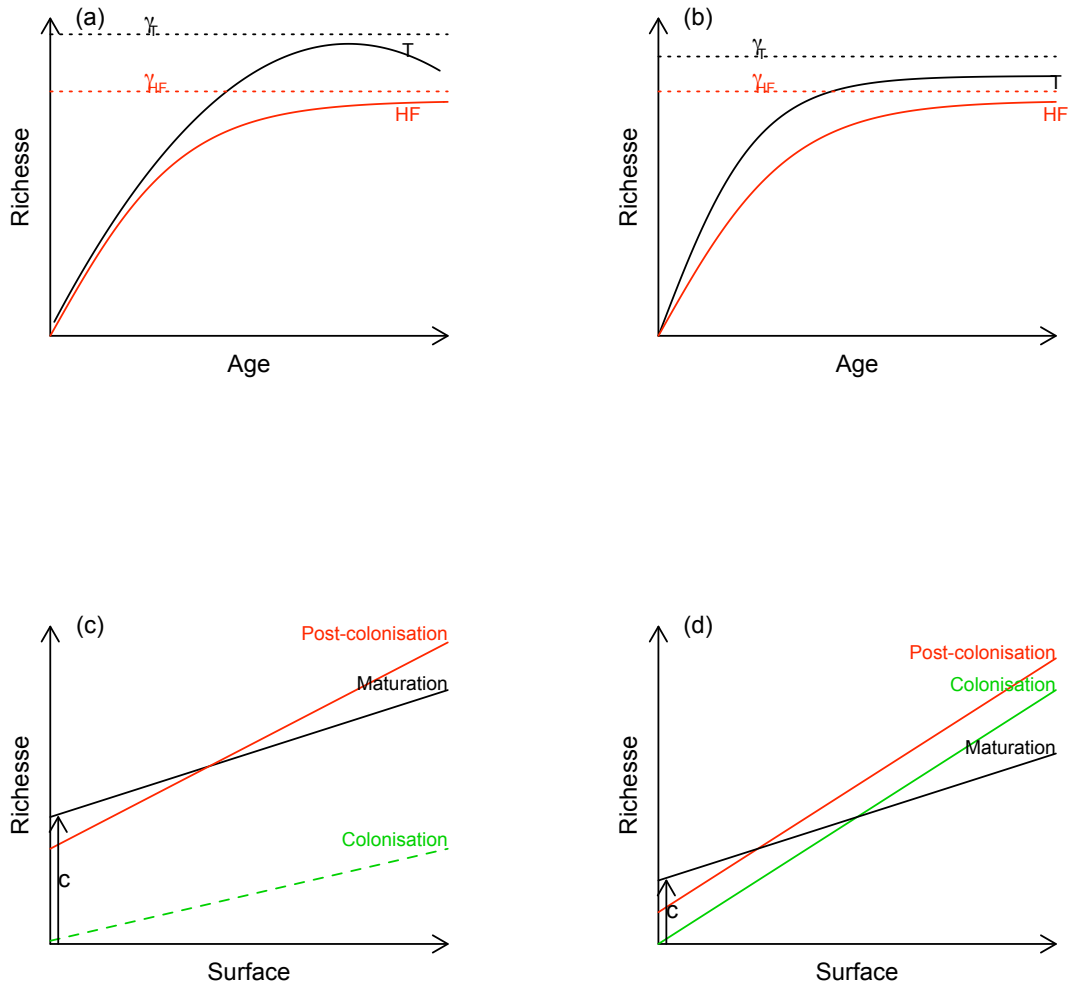 (a)
γT
T
γHF
HF
Richesse
Age
(b)
γT
γHF
T
HF
Richesse
Age
(c)
Post-colonisation
Maturation
Colonisation
c
Richesse
Surface
(d)
Post-colonisation
Colonisation
Maturation
c
Richesse
Surface